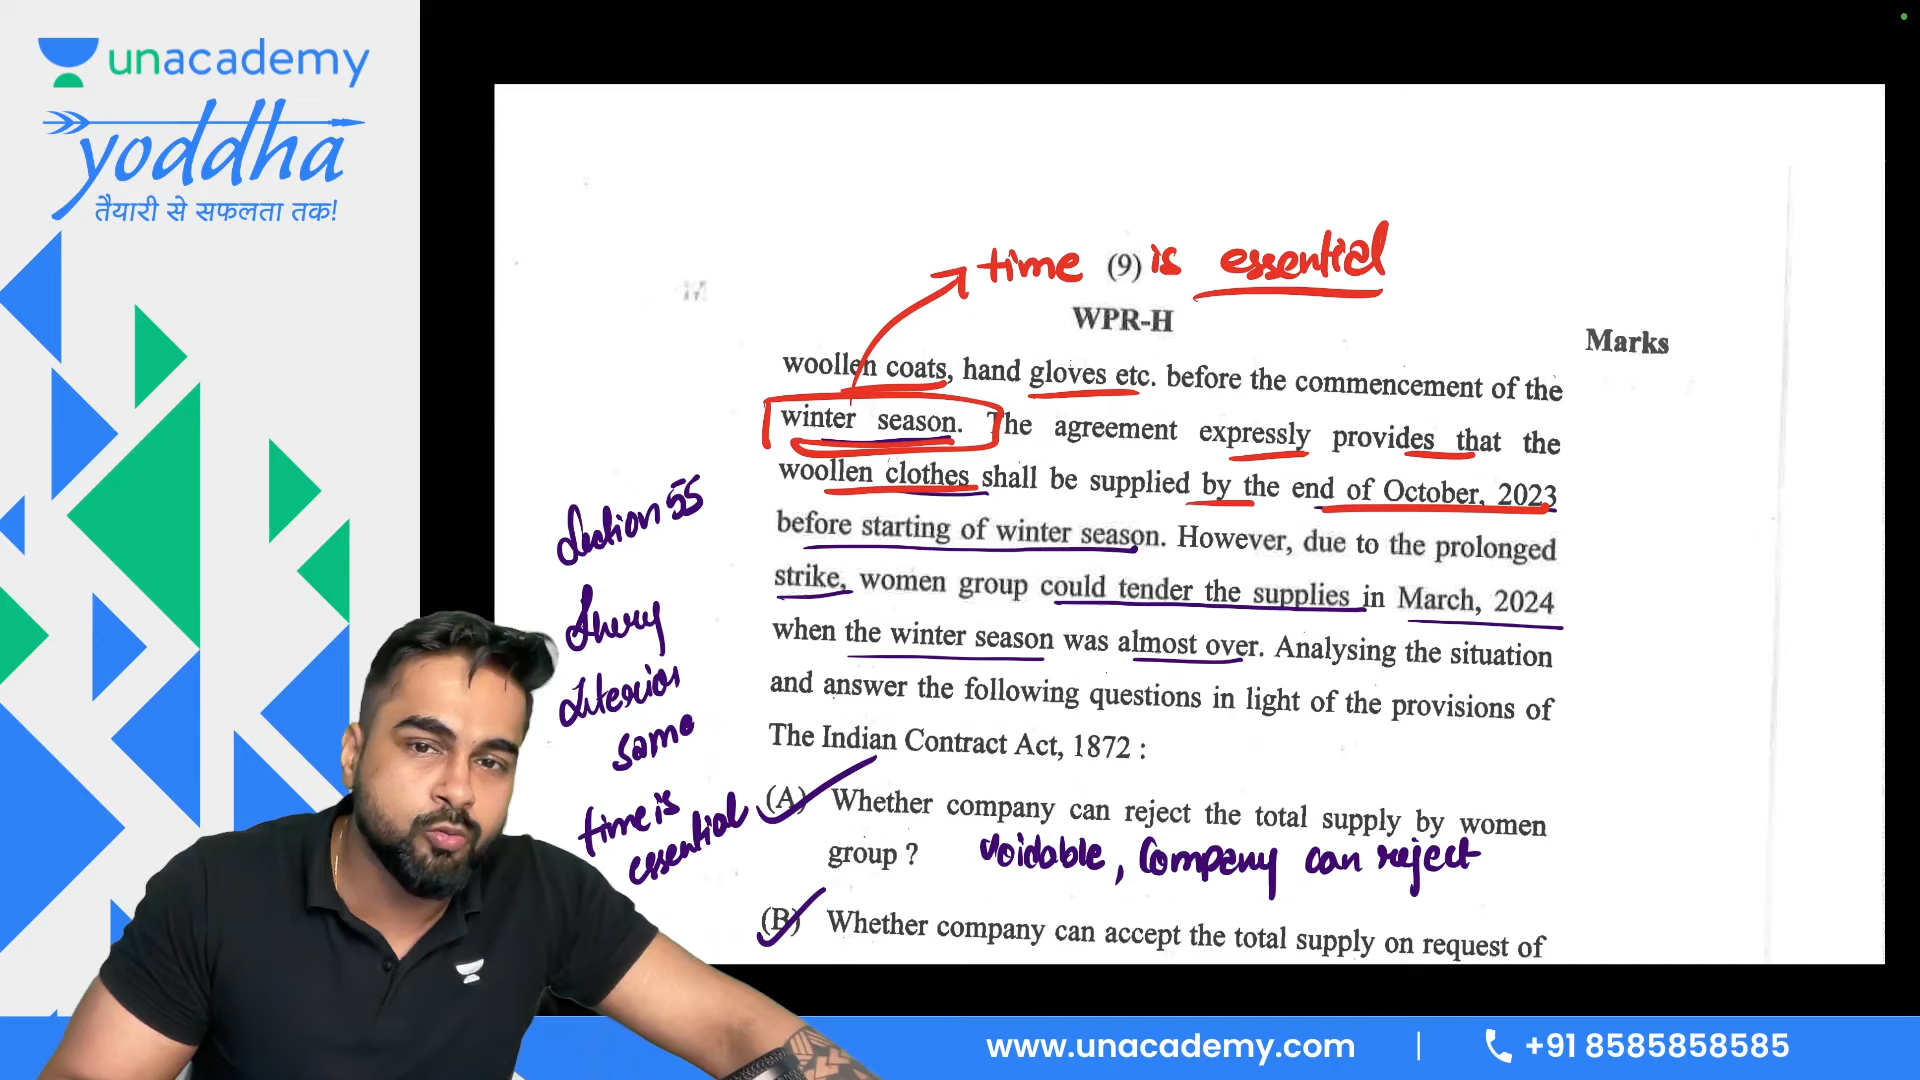 unacademy
yoddha
तैयारी से सफलता तक!
time (9) is essential
WPR-H
Marks
woollen coats, hand gloves etc. before the commencement of the
winter season. The agreement expressly provides that the
woollen clothes shall be supplied by the end of October, 2023
before starting of winter season. However, due to the prolonged
strike, women group could tender the supplies in March, 2024
when the winter season was almost over. Analysing the situation
and answer the following questions in light of the provisions of
The Indian Contract Act, 1872 :
Section 55
same
time is
essential
(A) Whether company can reject the total supply by women
group ? voidable, Company can reject
(B) Whether company can accept the total supply on request of
www.unacademy.com | +91 8585858585